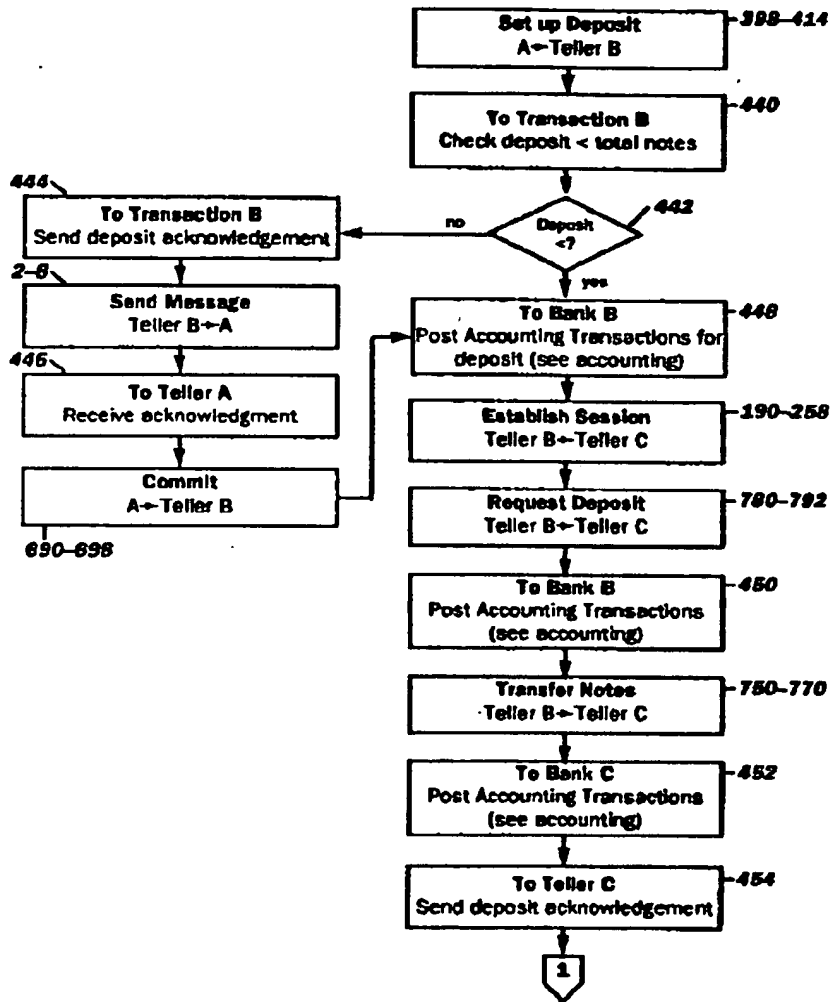 Set up Deposit
A←Teller B
398–414
To Transaction B
Check deposit < total notes
440
Deposit
<?
442
no
yes
444
To Transaction B
Send deposit acknowledgement
2–8
Send Message
Teller B→A
446
To Teller A
Receive acknowledgment
Commit
A←Teller B
690–698
To Bank B
Post Accounting Transactions for
deposit (see accounting)
448
Establish Session
Teller B←Teller C
190–258
Request Deposit
Teller B←Teller C
780–792
To Bank B
Post Accounting Transactions
(see accounting)
450
Transfer Notes
Teller B←Teller C
750–770
To Bank C
Post Accounting Transactions
(see accounting)
452
To Teller C
Send deposit acknowledgement
454
1